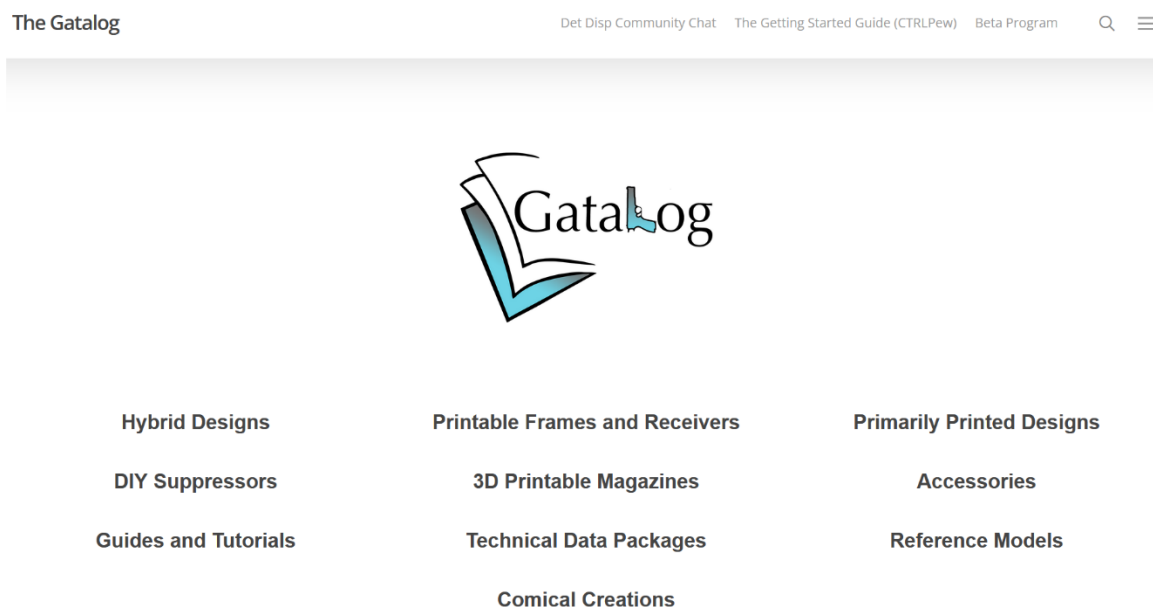 The Gatalog Det Disp Community Chat The Getting Started Guide (CTRLPew) Beta Program
GataLog
Hybrid Designs Printable Frames and Receivers Primarily Printed Designs
DIY Suppressors 3D Printable Magazines Accessories
Guides and Tutorials Technical Data Packages Reference Models
Comical Creations